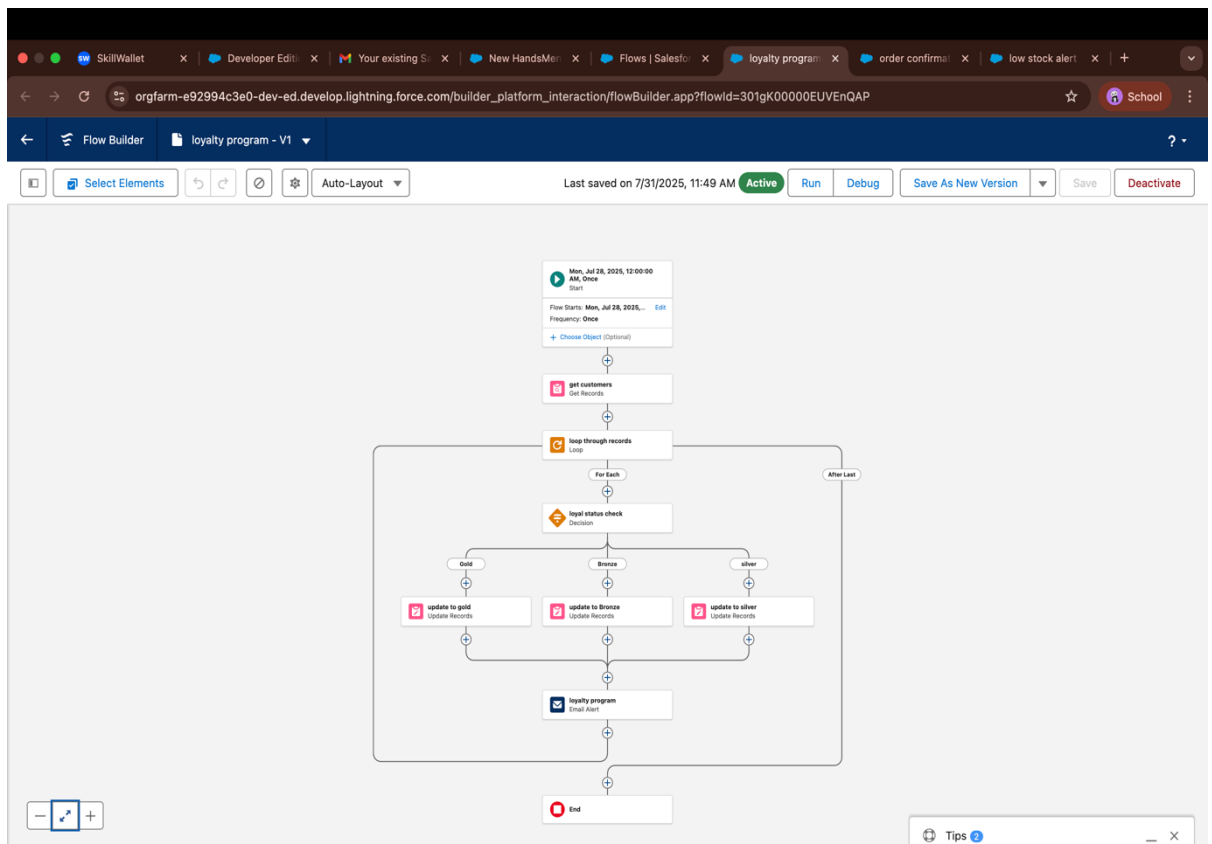 SkillWallet
Developer Editi
Your existing Sa
New HandsMen
Flows | Salesfor
loyalty program
order confirmat
low stock alert
orgfarm-e92994c3e0-dev-ed.develop.lightning.force.com/builder_platform_interaction/flowBuilder.app?flowId=301gK00000EUVEnQAP
School
Flow Builder
loyalty program - V1
?
Select Elements
Auto-Layout
Last saved on 7/31/2025, 11:49 AM
Active
Run
Debug
Save As New Version
Save
Deactivate
Mon, Jul 28, 2025, 12:00:00
AM, Once
Start
Flow Starts: Mon, Jul 28, 2025,... Edit
Frequency: Once
+ Choose Object (Optional)
get customers
Get Records
loop through records
Loop
For Each
After Last
loyal status check
Decision
Gold
Bronze
silver
update to gold
Update Records
update to Bronze
Update Records
update to silver
Update Records
loyalty program
Email Alert
End
Tips 2